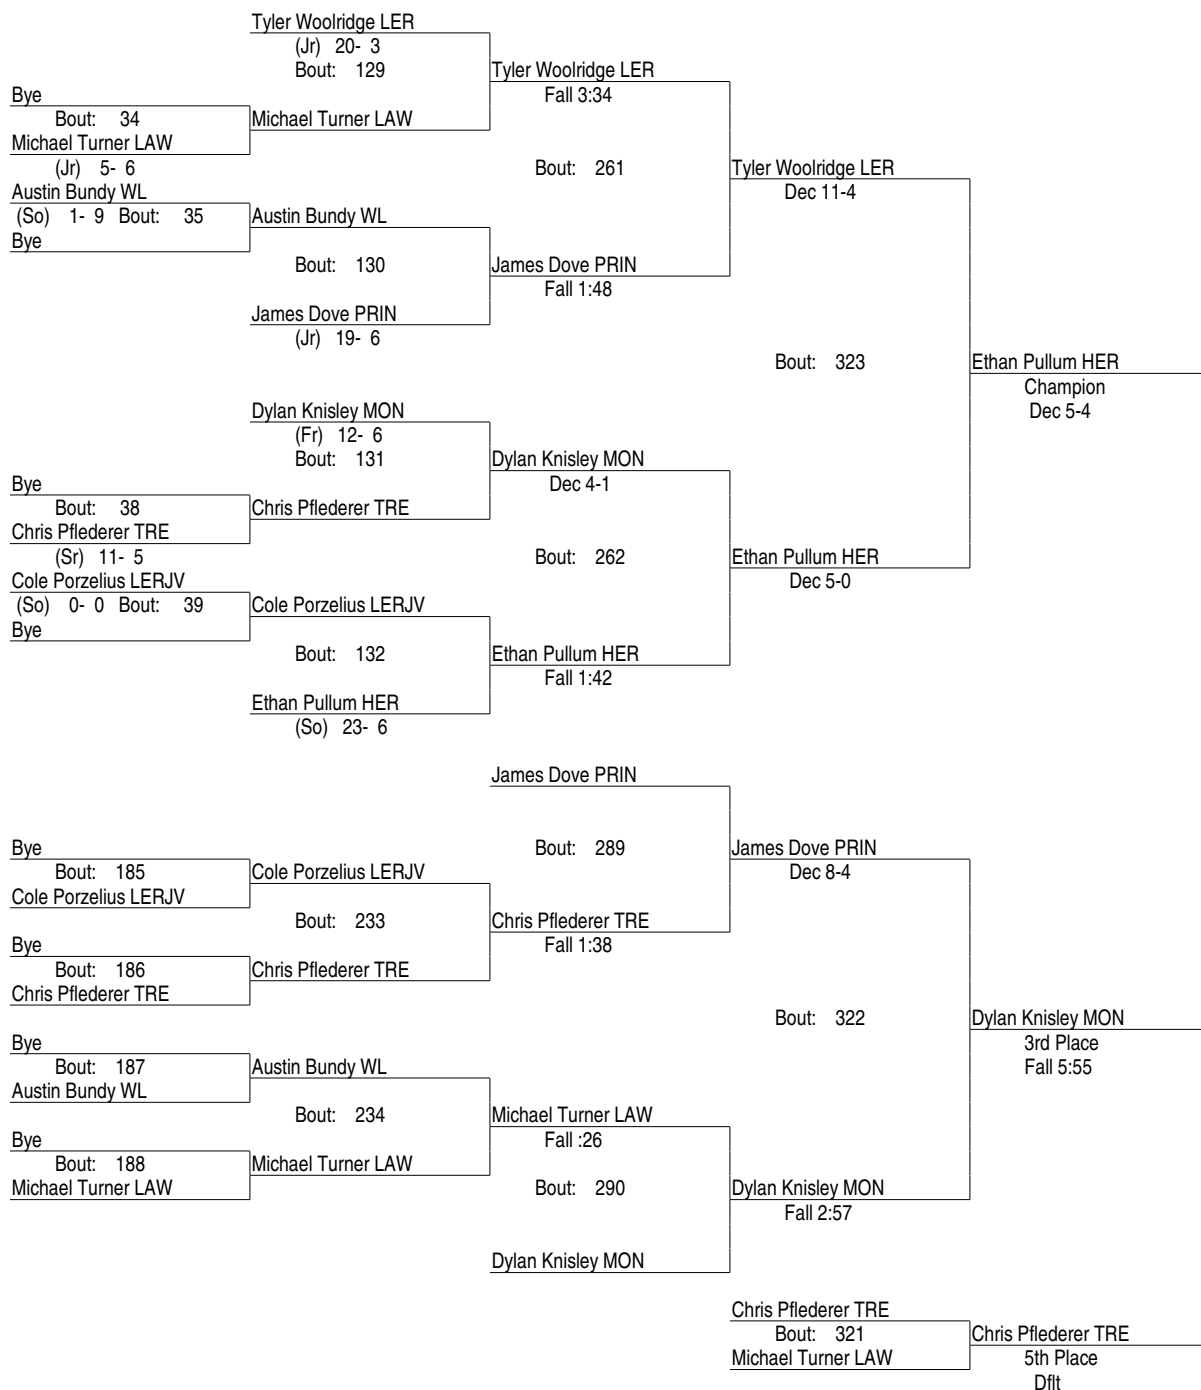 Tyler Woolridge LER
(Jr) 20- 3
Bout: 129
Tyler Woolridge LER
Fall 3:34
Bye
Bout: 34
Michael Turner LAW
Michael Turner LAW
(Jr) 5- 6
Bout: 261
Tyler Woolridge LER
Dec 11-4
Austin Bundy WL
(So) 1- 9 Bout: 35
Austin Bundy WL
Bye
Bout: 130
James Dove PRIN
Fall 1:48
James Dove PRIN
(Jr) 19- 6
Bout: 323
Ethan Pullum HER
Champion
Dec 5-4
Dylan Knisley MON
(Fr) 12- 6
Bout: 131
Dylan Knisley MON
Dec 4-1
Bye
Bout: 38
Chris Pflederer TRE
Chris Pflederer TRE
(Sr) 11- 5
Bout: 262
Ethan Pullum HER
Dec 5-0
Cole Porzelius LERJV
(So) 0- 0 Bout: 39
Cole Porzelius LERJV
Bye
Bout: 132
Ethan Pullum HER
Fall 1:42
Ethan Pullum HER
(So) 23- 6
James Dove PRIN
Bout: 289
James Dove PRIN
Dec 8-4
Bye
Bout: 185
Cole Porzelius LERJV
Cole Porzelius LERJV
Bout: 233
Chris Pflederer TRE
Fall 1:38
Bye
Bout: 186
Chris Pflederer TRE
Chris Pflederer TRE
Bout: 322
Dylan Knisley MON
3rd Place
Fall 5:55
Bye
Bout: 187
Austin Bundy WL
Austin Bundy WL
Bout: 234
Michael Turner LAW
Fall :26
Bye
Bout: 188
Michael Turner LAW
Michael Turner LAW
Bout: 290
Dylan Knisley MON
Fall 2:57
Dylan Knisley MON
Chris Pflederer TRE
Bout: 321
Chris Pflederer TRE
Michael Turner LAW
5th Place
Dflt